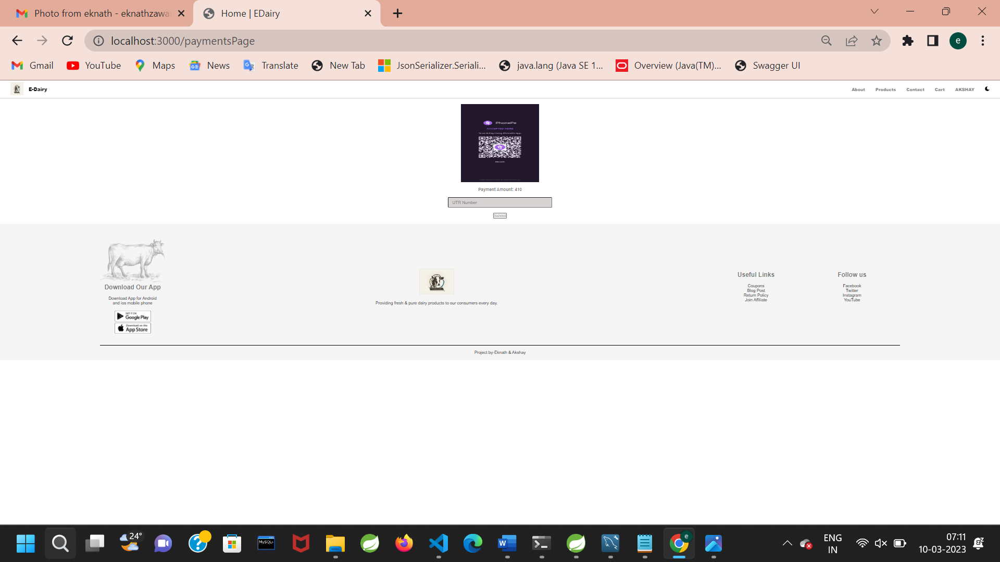 Photo from eknath - eknathzawa
Home | EDairy
localhost:3000/paymentsPage
e
Gmail
YouTube
Maps
News
Translate
New Tab
JsonSerializer.Seriali...
java.lang (Java SE 1...
Overview (Java(TM)...
Swagger UI
E-Dairy
About
Products
Contact
Cart
AKSHAY
PhonePe
ACCEPTED HERE
Scan & Pay Using PhonePe App
Payment Amount: 410
UTR Number
Submit
Download Our App
Download App for Android
and ios mobile phone
GET IT ON
Google Play
Download on the
App Store
Providing fresh & pure dairy products to our consumers every day.
Useful Links
Coupons
Blog Post
Return Policy
Join Affiliate
Follow us
Facebook
Twitter
Instagram
YouTube
Project by-Eknath & Akshay
24°
MySQL>
e
ENG
IN
07:11
10-03-2023